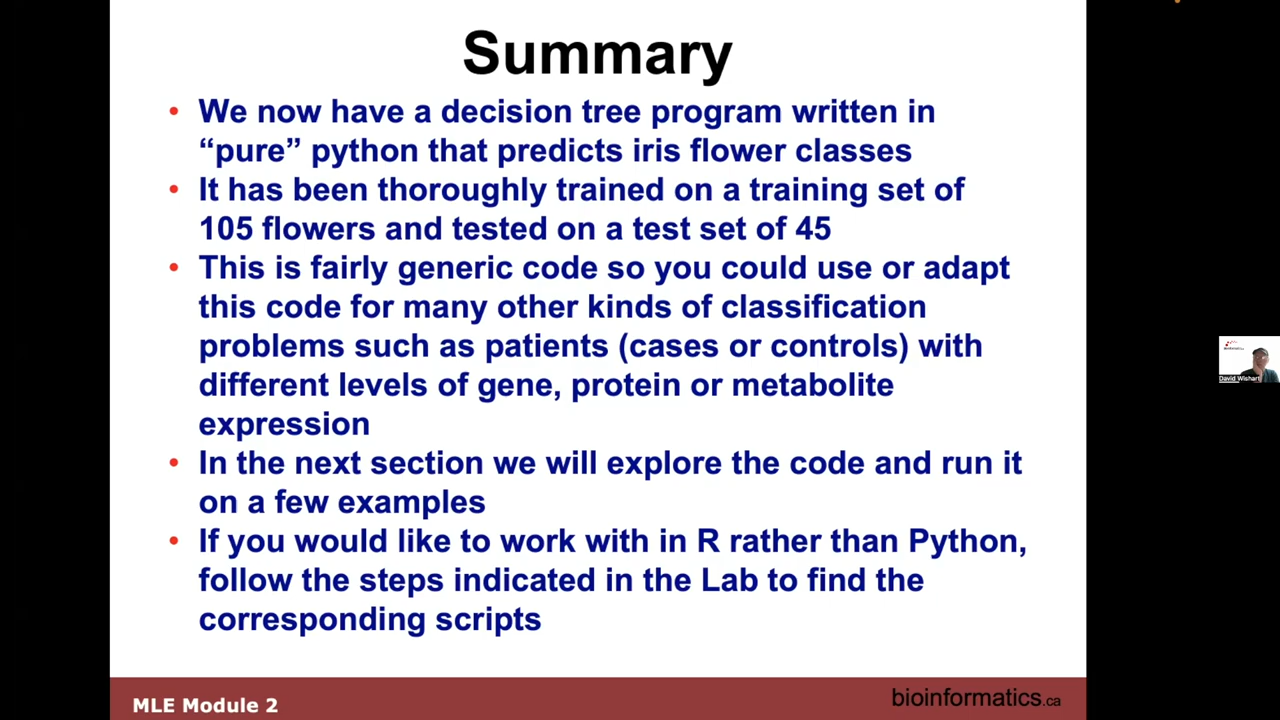 Summary
• We now have a decision tree program written in
“pure” python that predicts iris flower classes
• It has been thoroughly trained on a training set of
105 flowers and tested on a test set of 45
• This is fairly generic code so you could use or adapt
this code for many other kinds of classification
problems such as patients (cases or controls) with
different levels of gene, protein or metabolite
expression
• In the next section we will explore the code and run it
on a few examples
• If you would like to work with in R rather than Python,
follow the steps indicated in the Lab to find the
corresponding scripts
David Wishart
MLE Module 2
bioinformatics.ca